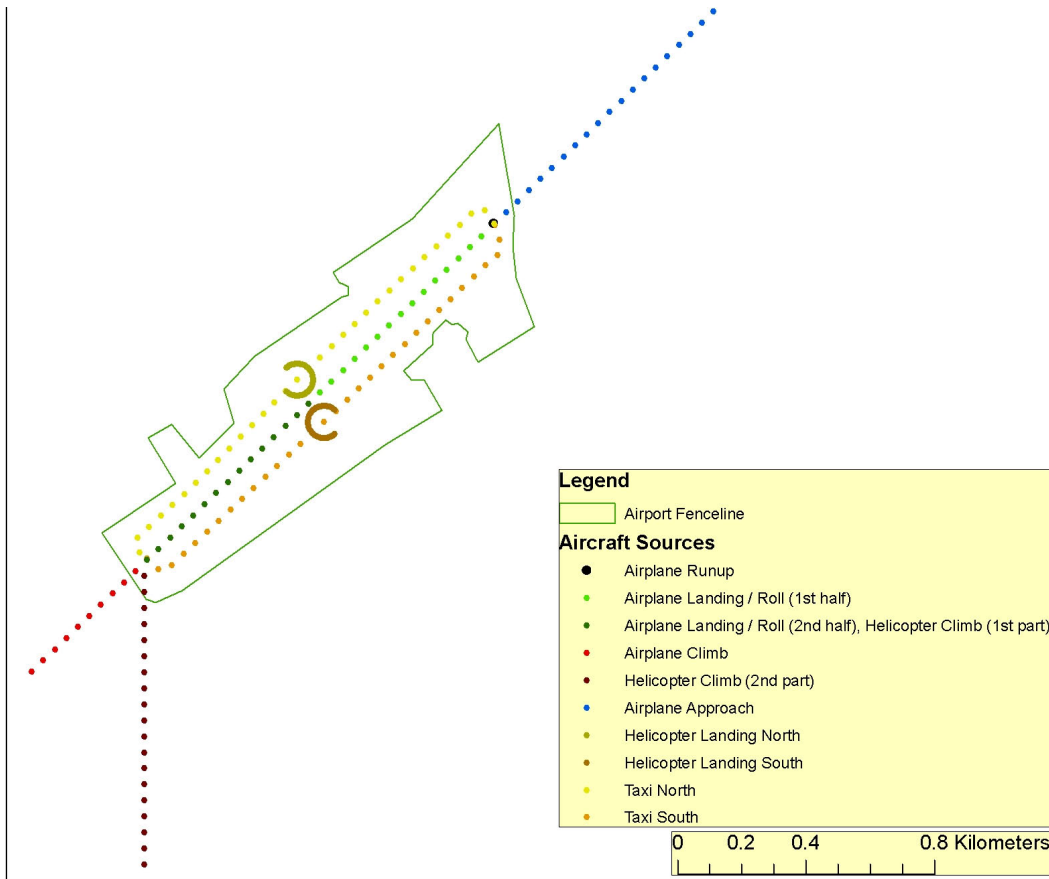 Legend
Airport Fenceline
Aircraft Sources
Airplane Runup
Airplane Landing / Roll (1st half)
Airplane Landing / Roll (2nd half), Helicopter Climb (1st part)
Airplane Climb
Helicopter Climb (2nd part)
Airplane Approach
Helicopter Landing North
Helicopter Landing South
Taxi North
Taxi South
0 0.2 0.4 0.8 Kilometers